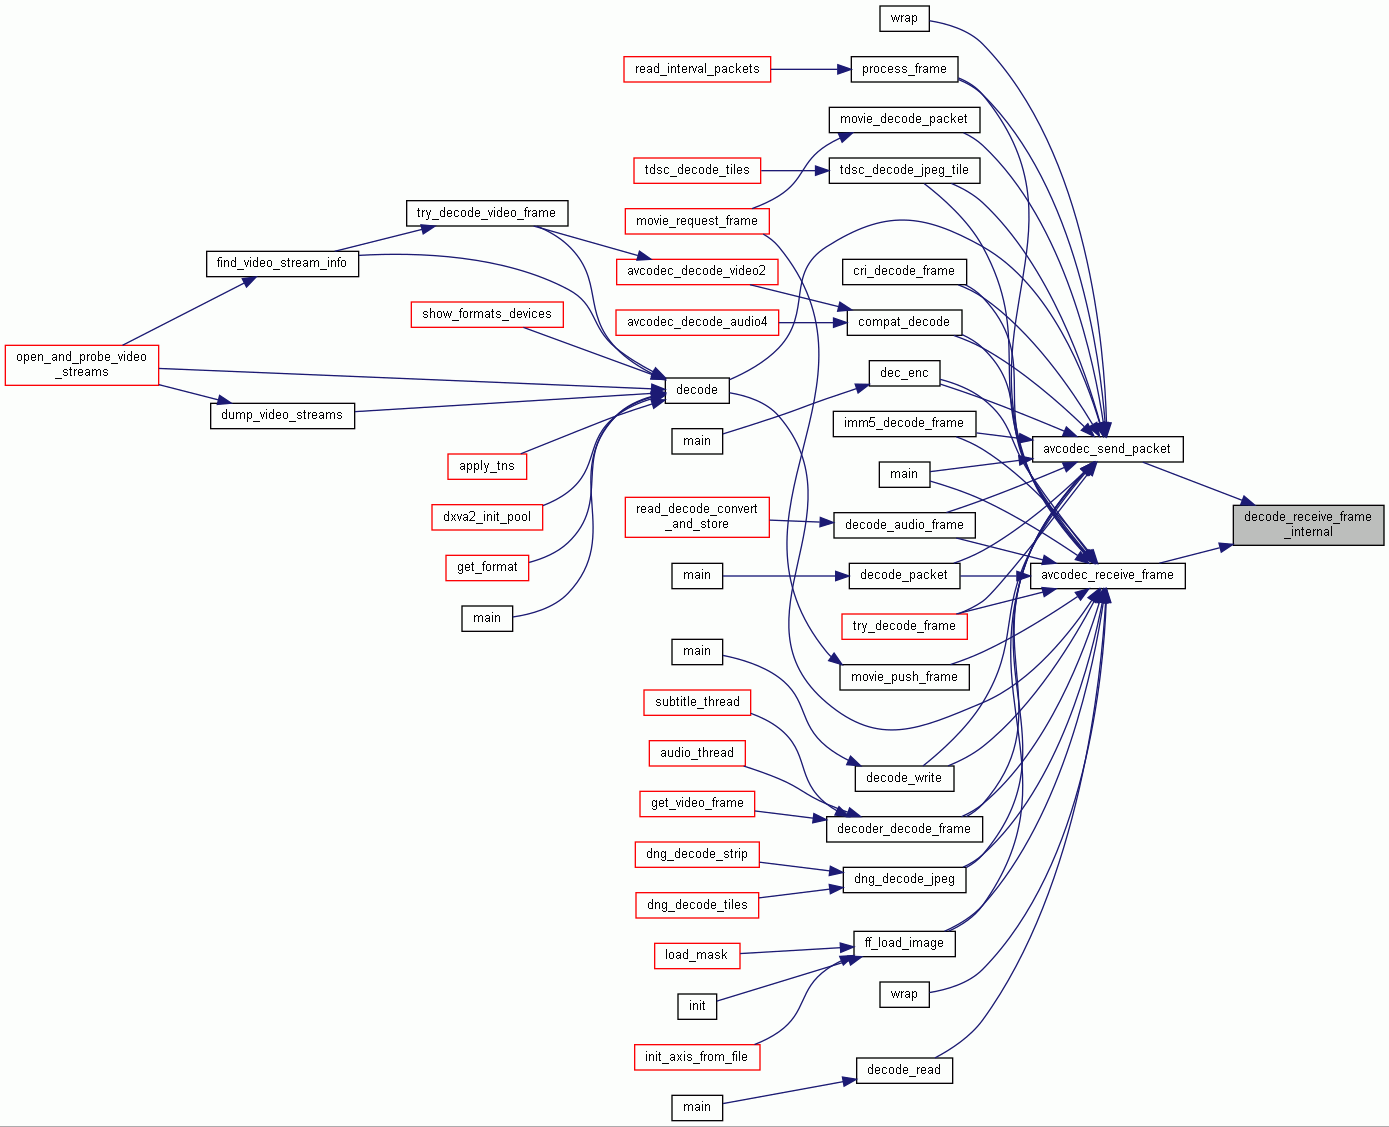 wrap
read_interval_packets
process_frame
movie_decode_packet
tdsc_decode_tiles
tdsc_decode_jpeg_tile
try_decode_video_frame
movie_request_frame
find_video_stream_info
avcodec_decode_video2
cri_decode_frame
show_formats_devices
avcodec_decode_audio4
compat_decode
open_and_probe_video
_streams
dec_enc
decode
dump_video_streams
imm5_decode_frame
main
avcodec_send_packet
apply_tns
main
dxva2_init_pool
read_decode_convert
_and_store
decode_audio_frame
decode_receive_frame
_internal
get_format
main
decode_packet
avcodec_receive_frame
main
try_decode_frame
main
movie_push_frame
subtitle_thread
audio_thread
decode_write
get_video_frame
decoder_decode_frame
dng_decode_strip
dng_decode_jpeg
dng_decode_tiles
load_mask
ff_load_image
init
wrap
init_axis_from_file
decode_read
main